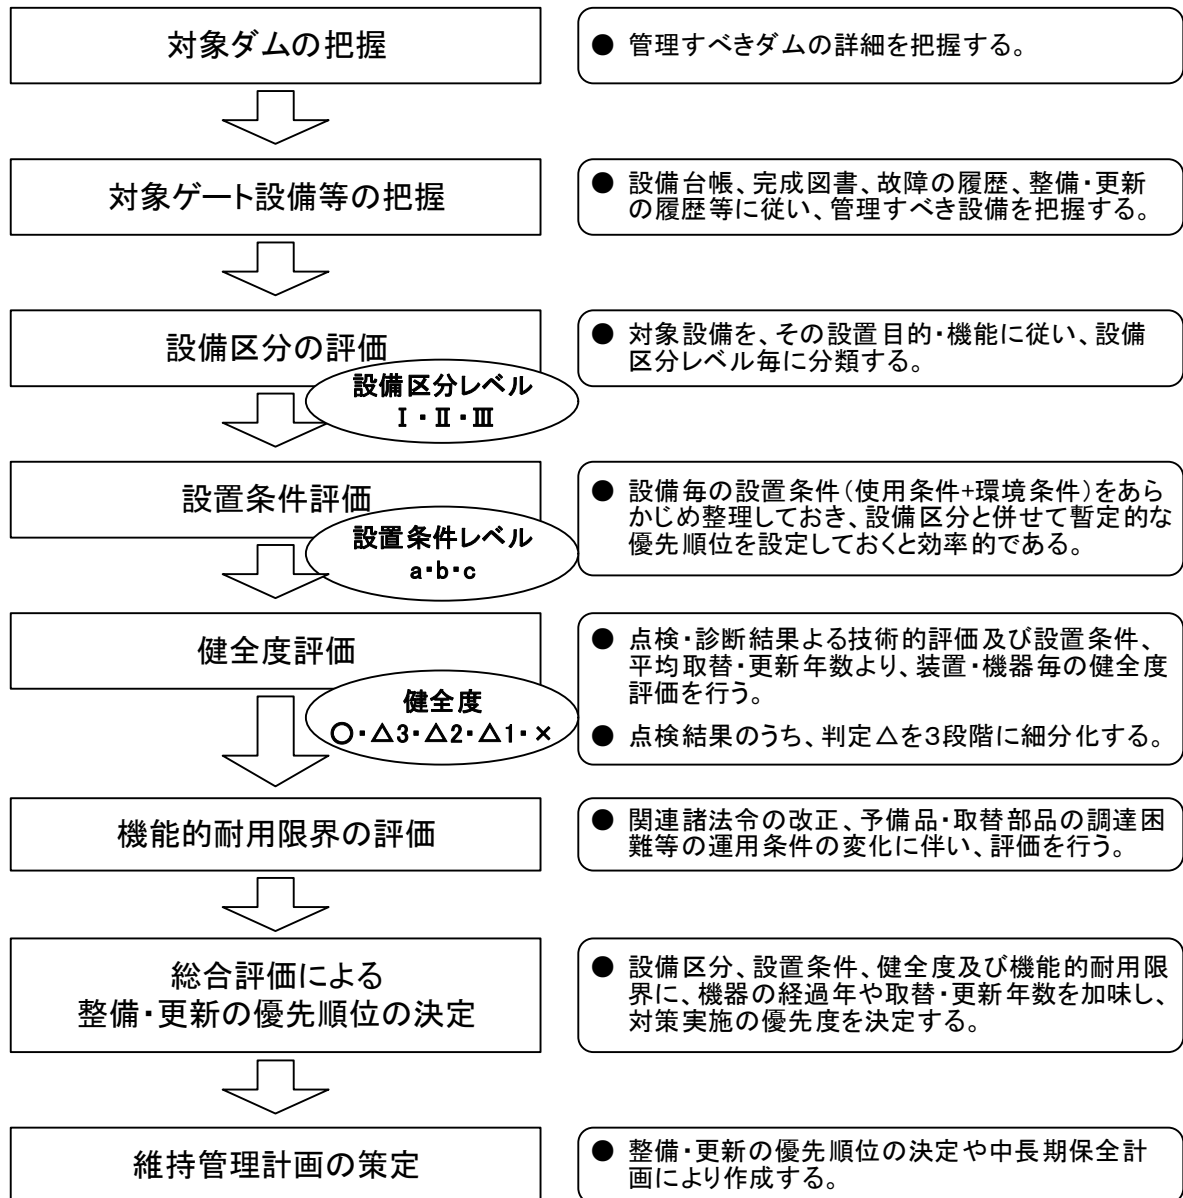 対象ダムの把握
● 管理すべきダムの詳細を把握する。
対象ゲート設備等の把握
● 設備台帳、完成図書、故障の履歴、整備・更新
の履歴等に従い、管理すべき設備を把握する。
設備区分の評価
● 対象設備を、その設置目的・機能に従い、設備
区分レベル毎に分類する。
設備区分レベル
Ⅰ・Ⅱ・Ⅲ
設置条件評価
● 設備毎の設置条件(使用条件+環境条件)をあら
かじめ整理しておき、設備区分と併せて暫定的な
優先順位を設定しておくと効率的である。
設置条件レベル
a・b・c
健全度評価
● 点検・診断結果よる技術的評価及び設置条件、
平均取替・更新年数より、装置・機器毎の健全度
評価を行う。
● 点検結果のうち、判定△を3段階に細分化する。
健全度
○・△3・△2・△1・×
機能的耐用限界の評価
● 関連諸法令の改正、予備品・取替部品の調達困
難等の運用条件の変化に伴い、評価を行う。
総合評価による
整備・更新の優先順位の決定
● 設備区分、設置条件、健全度及び機能的耐用限
界に、機器の経過年や取替・更新年数を加味し、
対策実施の優先度を決定する。
維持管理計画の策定
● 整備・更新の優先順位の決定や中長期保全計
画により作成する。